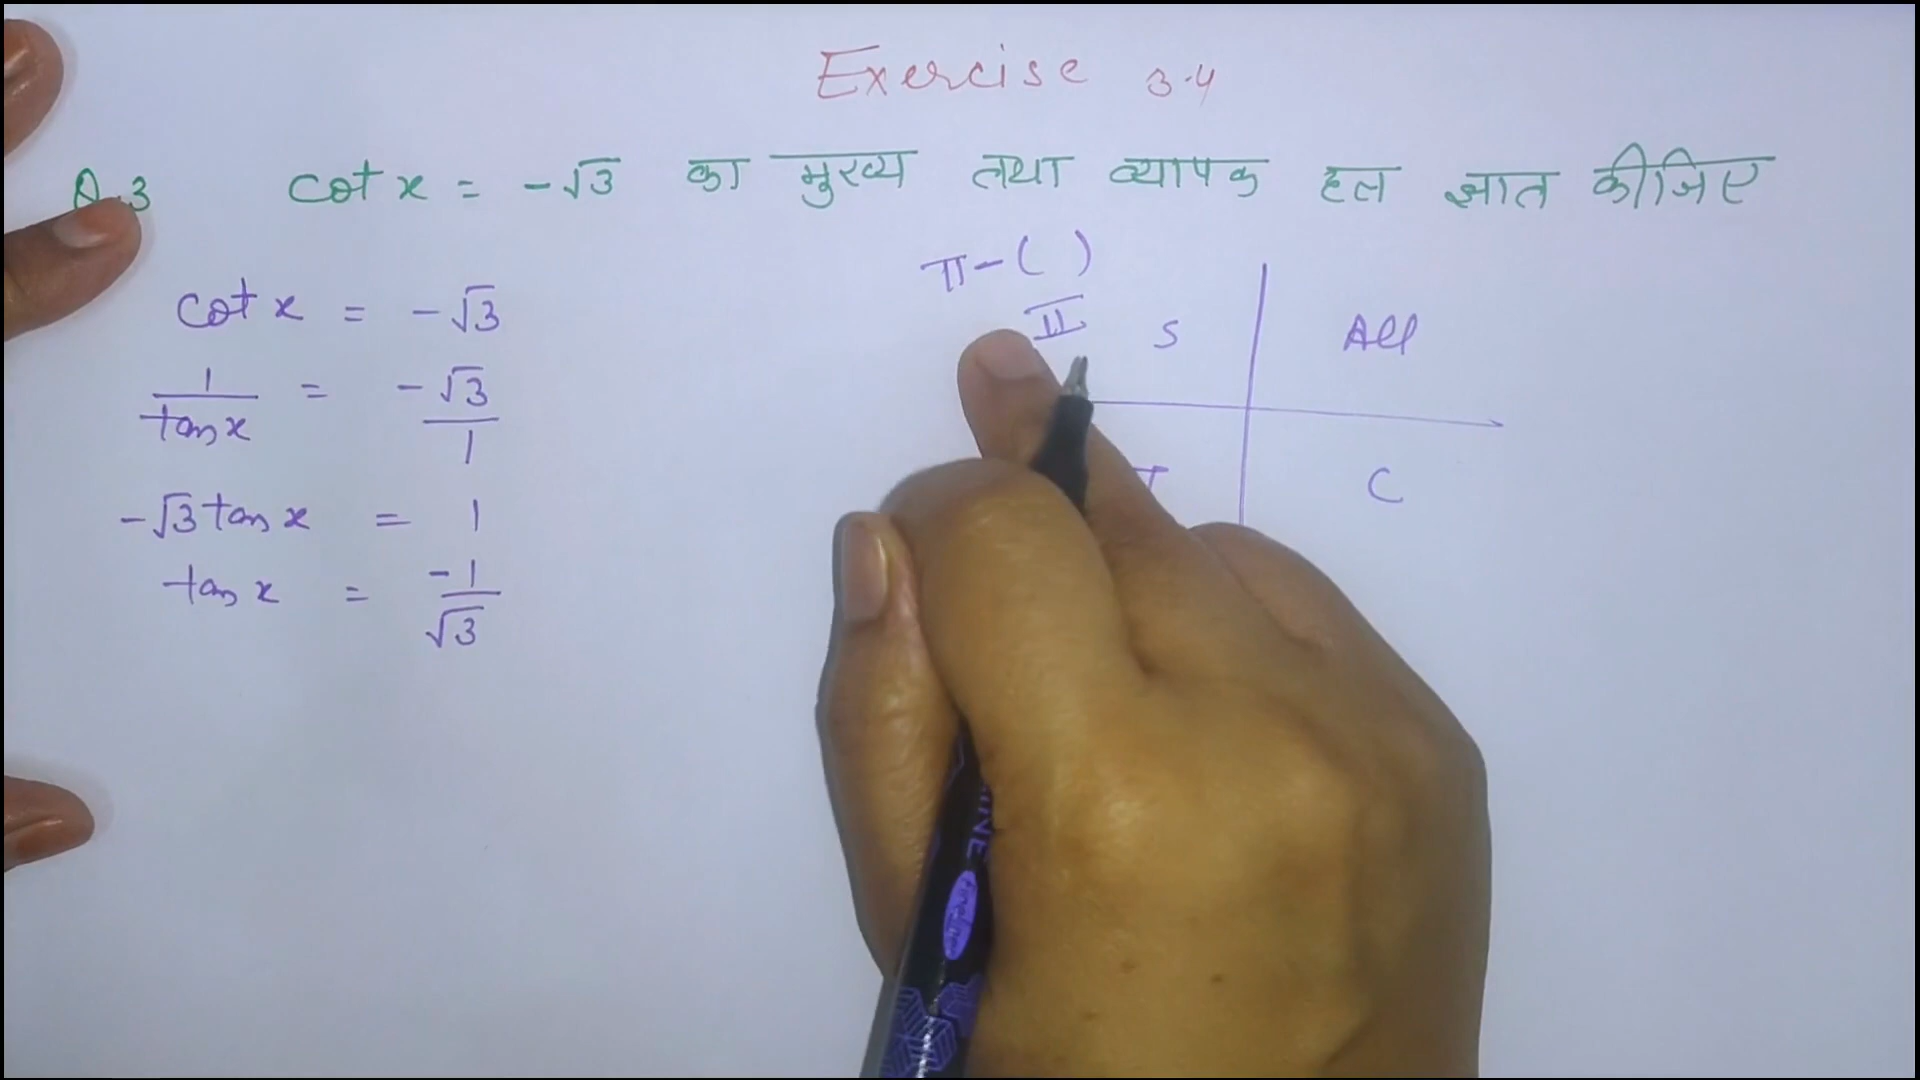 Exercise 3.4
Q.3 cot x = -√3 का मुख्य तथा व्यापक हल ज्ञात कीजिए
cot x = -√3
1/tan x = -√3/1
-√3 tan x = 1
tan x = -1/√3
π-( )
II S All
C
fineliner